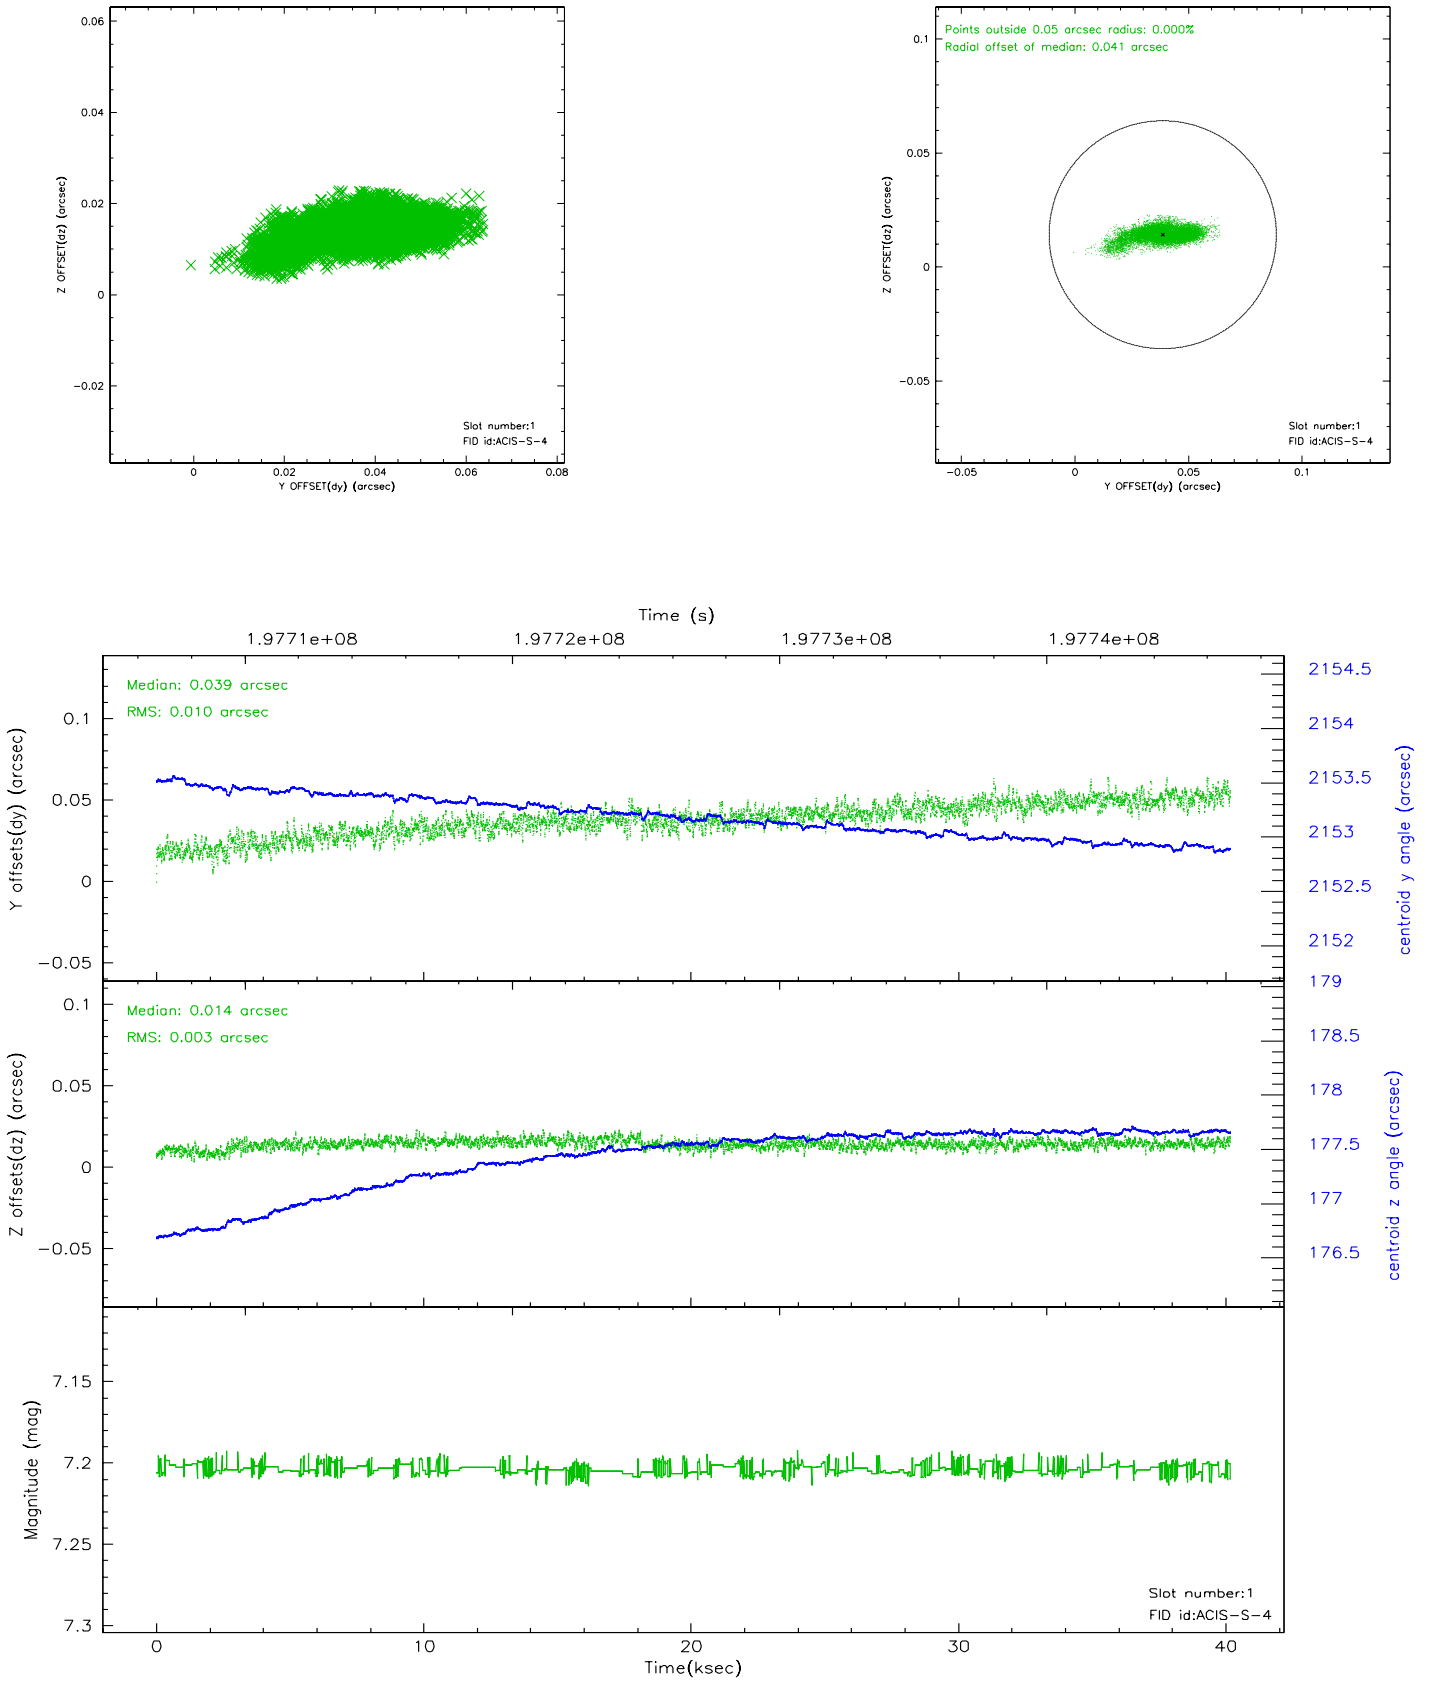 0.06
0.04
0.02
0
−0.02
Z OFFSET(dz) (arcsec)
Slot number:1
FID id:ACIS−S−4
0 0.02 0.04 0.06 0.08
Y OFFSET(dy) (arcsec)
Points outside 0.05 arcsec radius: 0.000%
Radial offset of median: 0.041 arcsec
0.1
0.05
0
−0.05
Z OFFSET(dz) (arcsec)
Slot number:1
FID id:ACIS−S−4
−0.05 0 0.05 0.1
Y OFFSET(dy) (arcsec)
Time (s)
1.9771e+08 1.9772e+08 1.9773e+08 1.9774e+08
Median: 0.039 arcsec
RMS: 0.010 arcsec
0.1
0.05
0
−0.05
Y offsets(dy) (arcsec)
2154.5
2154
2153.5
2153
2152.5
2152
centroid y angle (arcsec)
Median: 0.014 arcsec
RMS: 0.003 arcsec
0.1
0.05
0
−0.05
Z offsets(dz) (arcsec)
179
178.5
178
177.5
177
176.5
centroid z angle (arcsec)
7.15
7.2
7.25
7.3
Magnitude (mag)
Slot number:1
FID id:ACIS−S−4
0 10 20 30 40
Time(ksec)